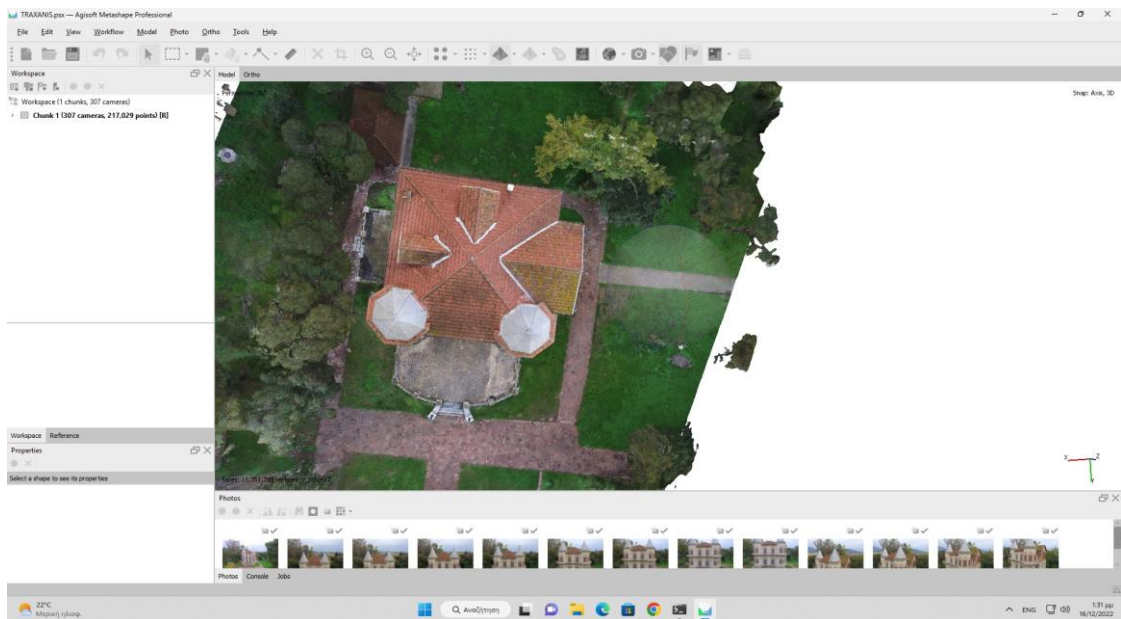 TRAXANIS.psx — Agisoft Metashape Professional
File Edit View Workflow Model Photo Ortho Tools Help
Workspace
Model Ortho
Snap: Axis, 3D
Workspace (1 chunks, 307 cameras)
Chunk 1 (307 cameras, 217,029 points) [R]
Workspace Reference
Properties
Select a shape to see its properties
X Z
Y
Photos
Photos Console Jobs
22°C
Μερική ηλιοφ.
Αναζήτηση
ENG
1:31 μμ
16/12/2022